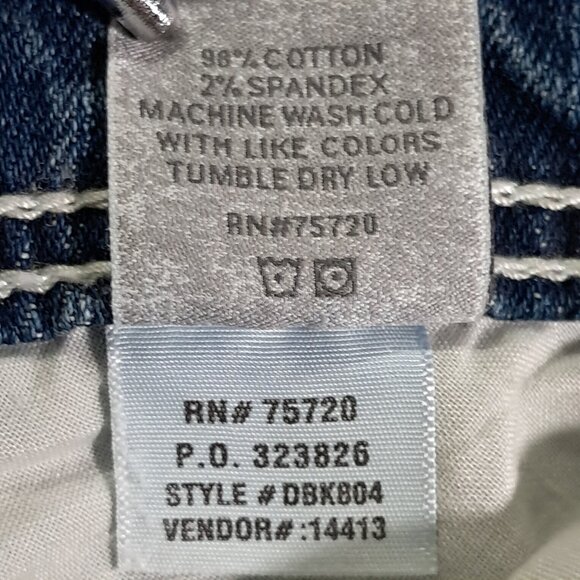 98% COTTON
2% SPANDEX
MACHINE WASH COLD
WITH LIKE COLORS
TUMBLE DRY LOW
RN#75720
RN# 75720
P.O. 323826
STYLE # DBK804
VENDOR# :14413